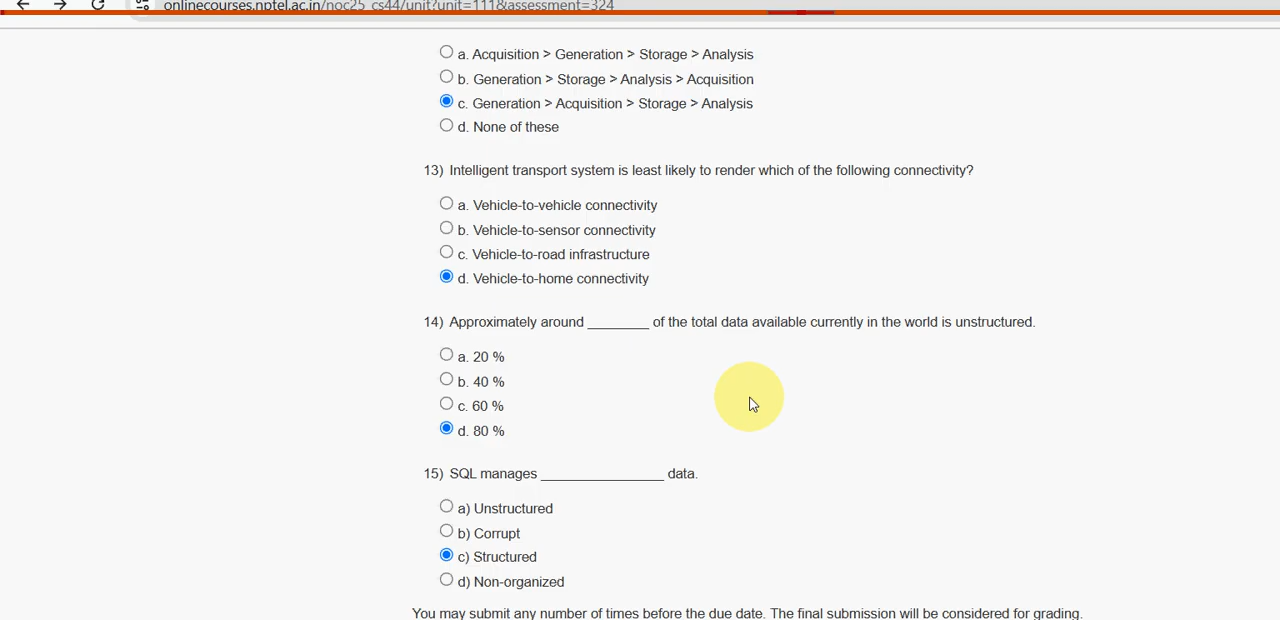 onlinecourses.nptel.ac.in/noc25_cs44/unit?unit=111&assessment=324
a. Acquisition > Generation > Storage > Analysis
b. Generation > Storage > Analysis > Acquisition
c. Generation > Acquisition > Storage > Analysis
d. None of these
13) Intelligent transport system is least likely to render which of the following connectivity?
a. Vehicle-to-vehicle connectivity
b. Vehicle-to-sensor connectivity
c. Vehicle-to-road infrastructure
d. Vehicle-to-home connectivity
14) Approximately around ________ of the total data available currently in the world is unstructured.
a. 20 %
b. 40 %
c. 60 %
d. 80 %
15) SQL manages ________________ data.
a) Unstructured
b) Corrupt
c) Structured
d) Non-organized
You may submit any number of times before the due date. The final submission will be considered for grading.